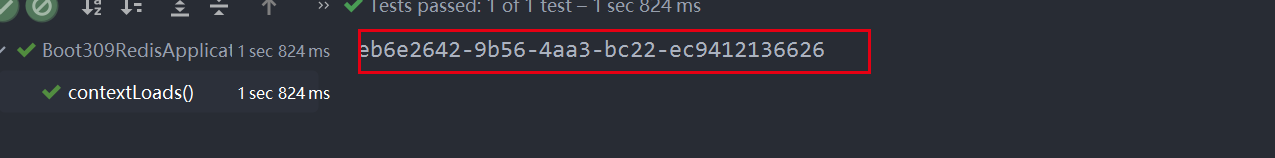 Tests passed: 1 of 1 test – 1 sec 824 ms
Boot309RedisApplicat 1 sec 824 ms
eb6e2642-9b56-4aa3-bc22-ec9412136626
contextLoads() 1 sec 824 ms